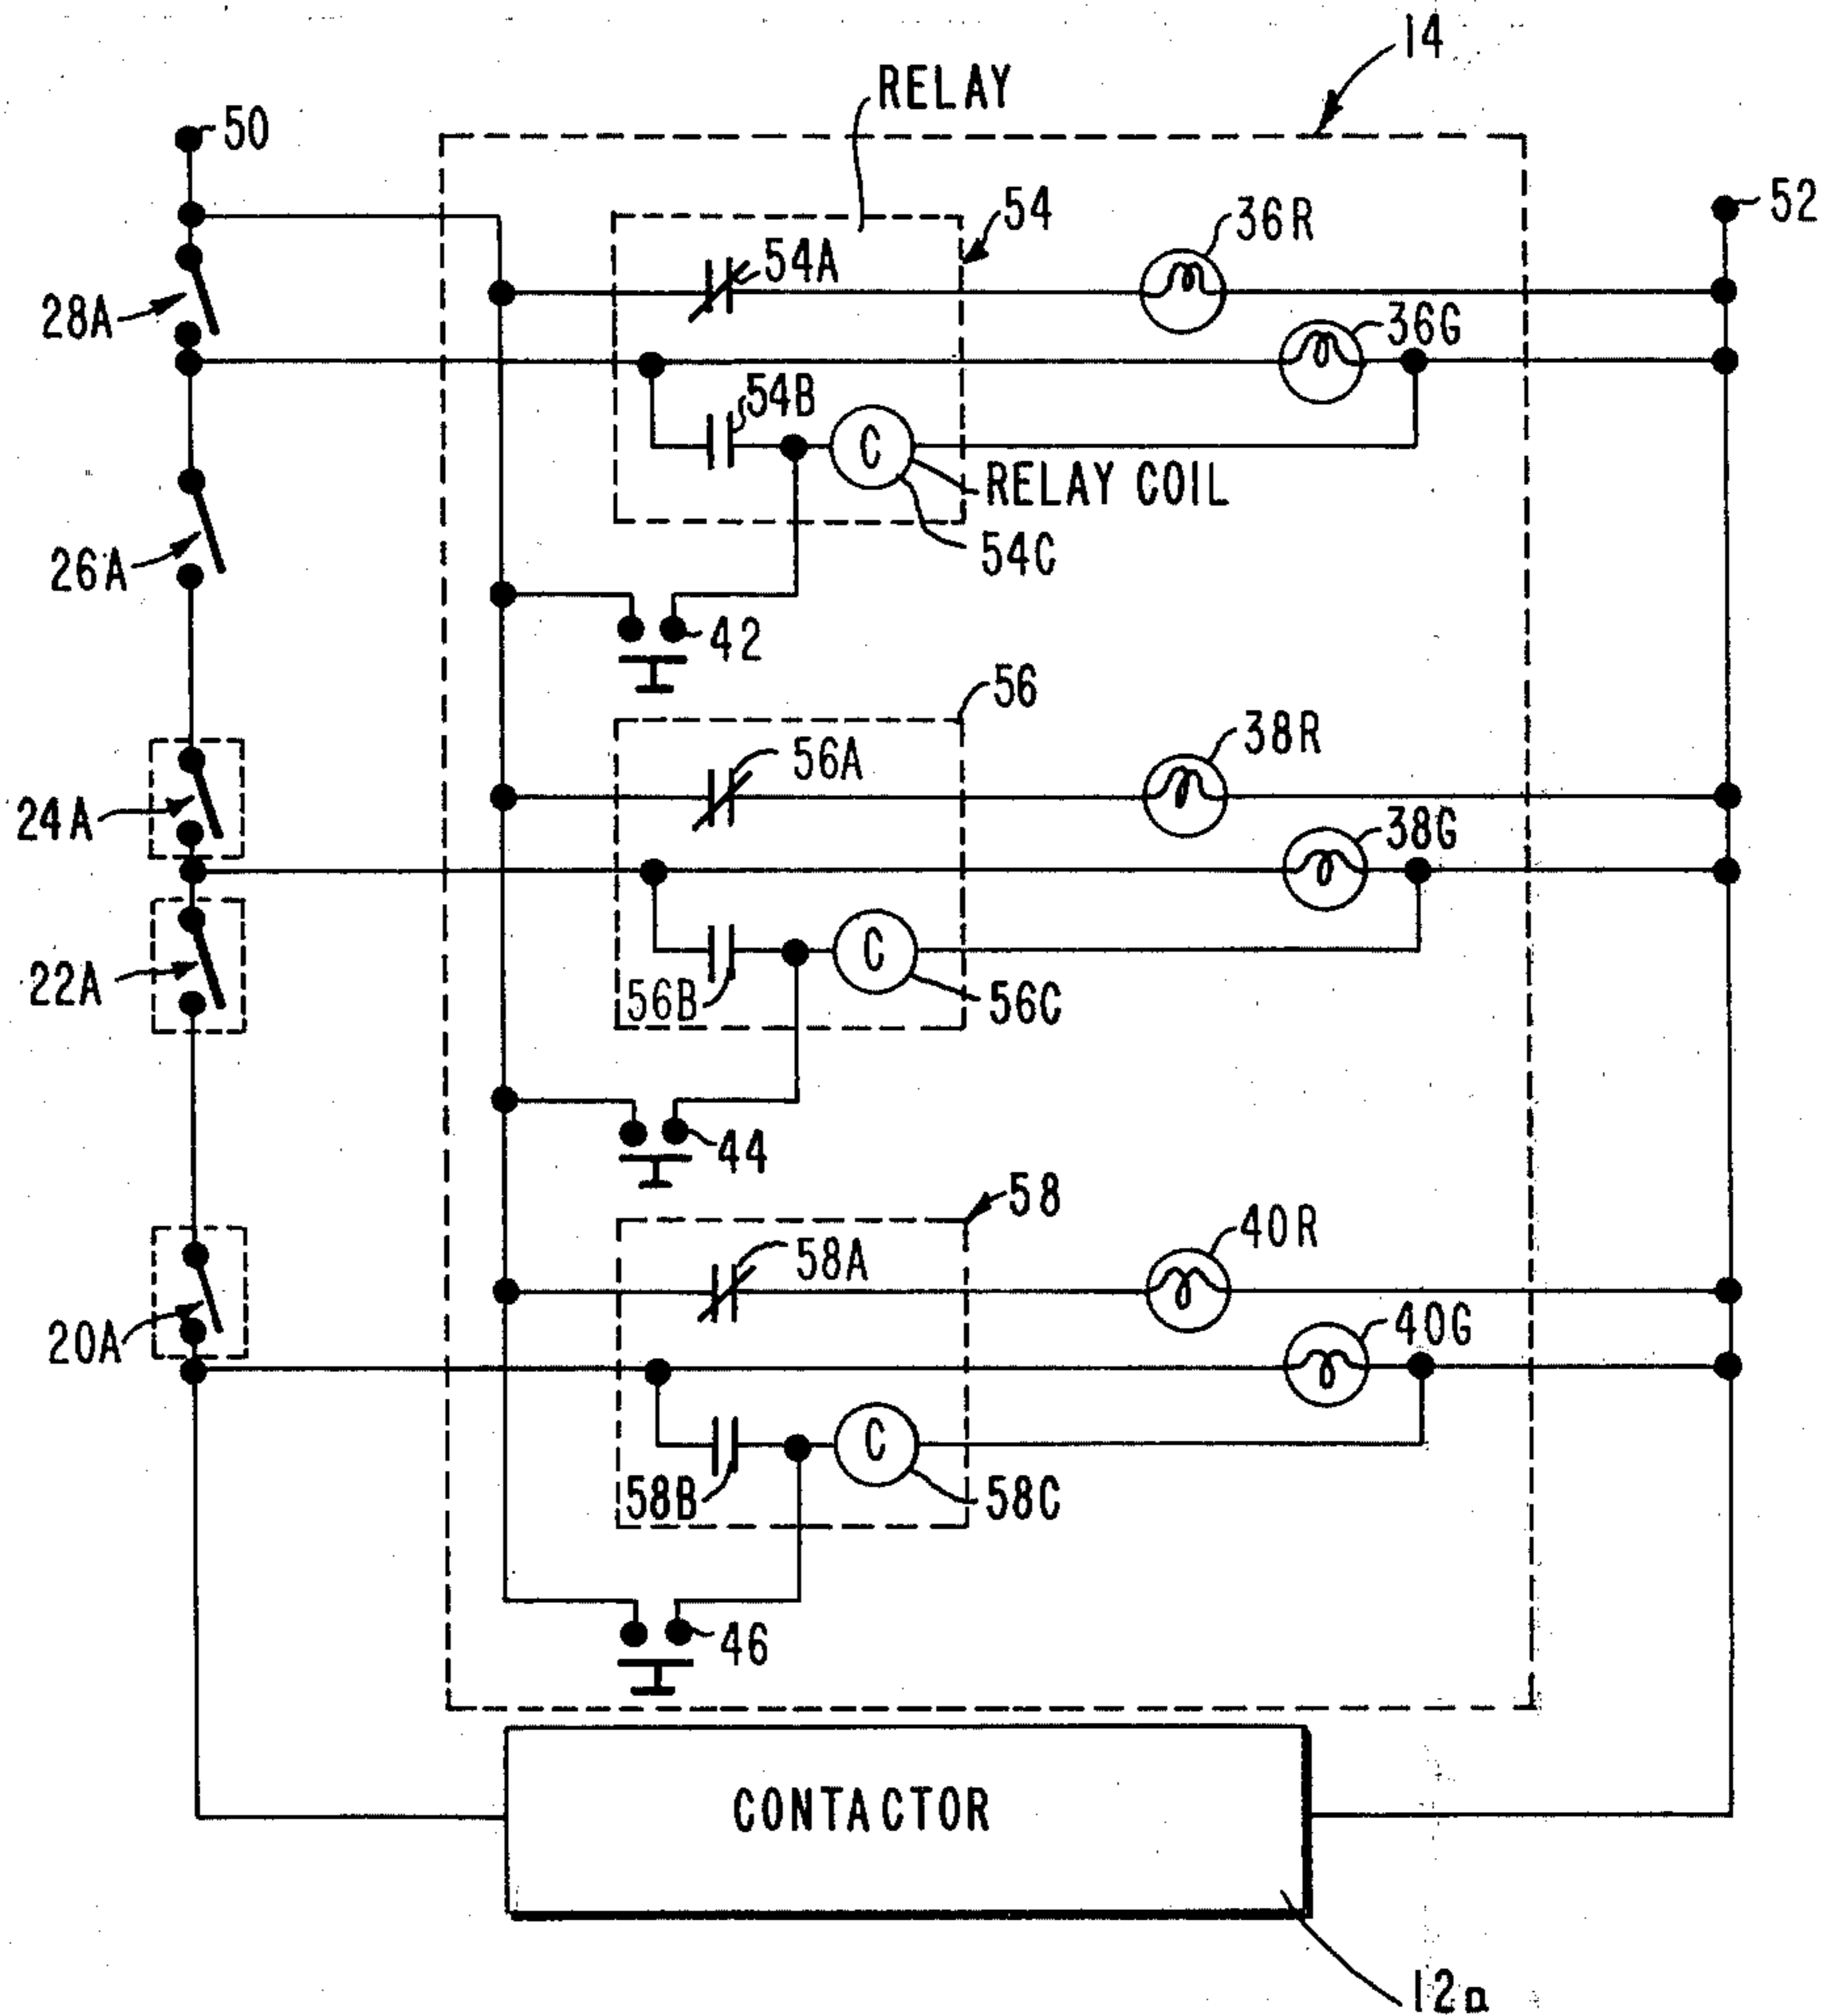 14
RELAY
50
54
36R
52
54A
28A
36G
54B
C
RELAY COIL
26A
54C
42
56
38R
56A
24A
38G
C
22A
56B
56C
44
58
40R
58A
20A
40G
C
58B
58C
46
CONTACTOR
12a